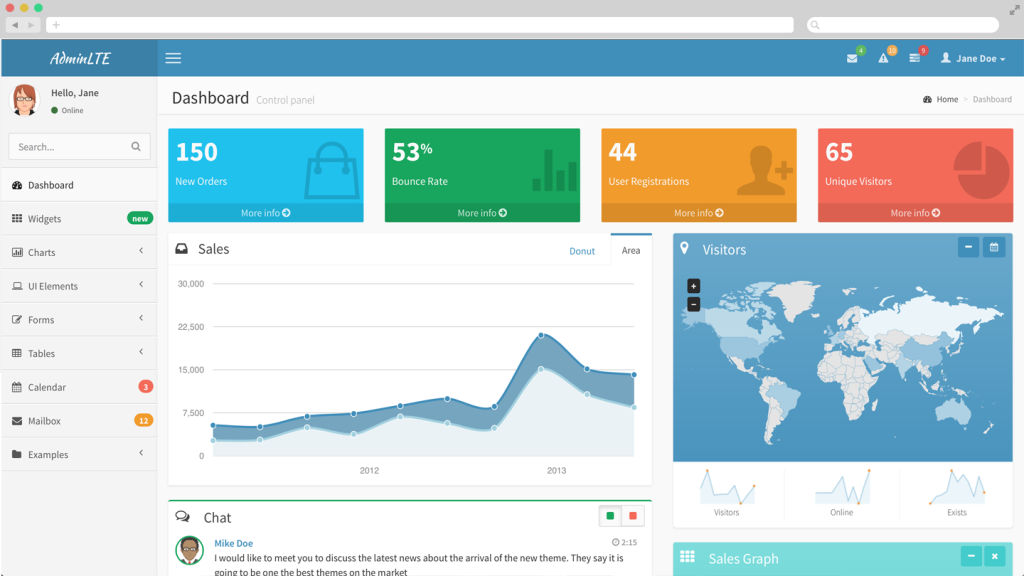 AdminLTE
4
10
9
Jane Doe
Hello, Jane
Online
Search...
Dashboard
Widgets
new
Charts
UI Elements
Forms
Tables
Calendar
3
Mailbox
12
Examples
Dashboard Control panel
Home > Dashboard
150
New Orders
More info
53%
Bounce Rate
More info
44
User Registrations
More info
65
Unique Visitors
More info
Sales
Donut
Area
30,000
22,500
15,000
7,500
0
2012
2013
Visitors
+
−
Visitors
Online
Exists
Chat
Mike Doe
2:15
I would like to meet you to discuss the latest news about the arrival of the new theme. They say it is
going to be one the best themes on the market
Sales Graph